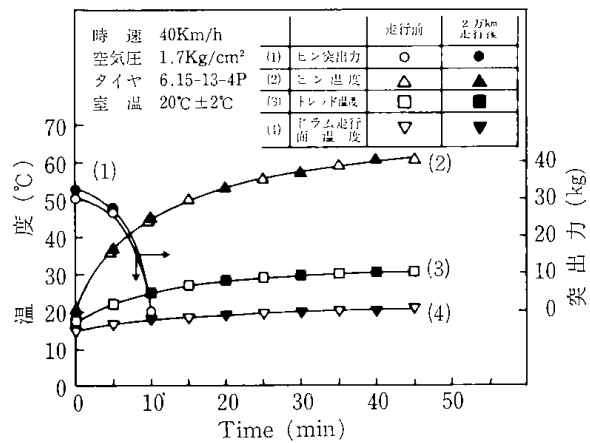 時 速 40Km/h
空気圧 1.7Kg/cm²
タイヤ 6.15-13-4P
室 温 20℃±2℃
走行前 2万km走行後
(1) ピン突出力
(2) ピン温度
(3) トレッド温度
(4) ドラム走行面温度
温 度 (℃)
70
60
50
40
30
20
10
0
突出力 (kg)
40
30
20
10
0
(1)
(2)
(3)
(4)
0 10 20 30 40 50
Time (min)